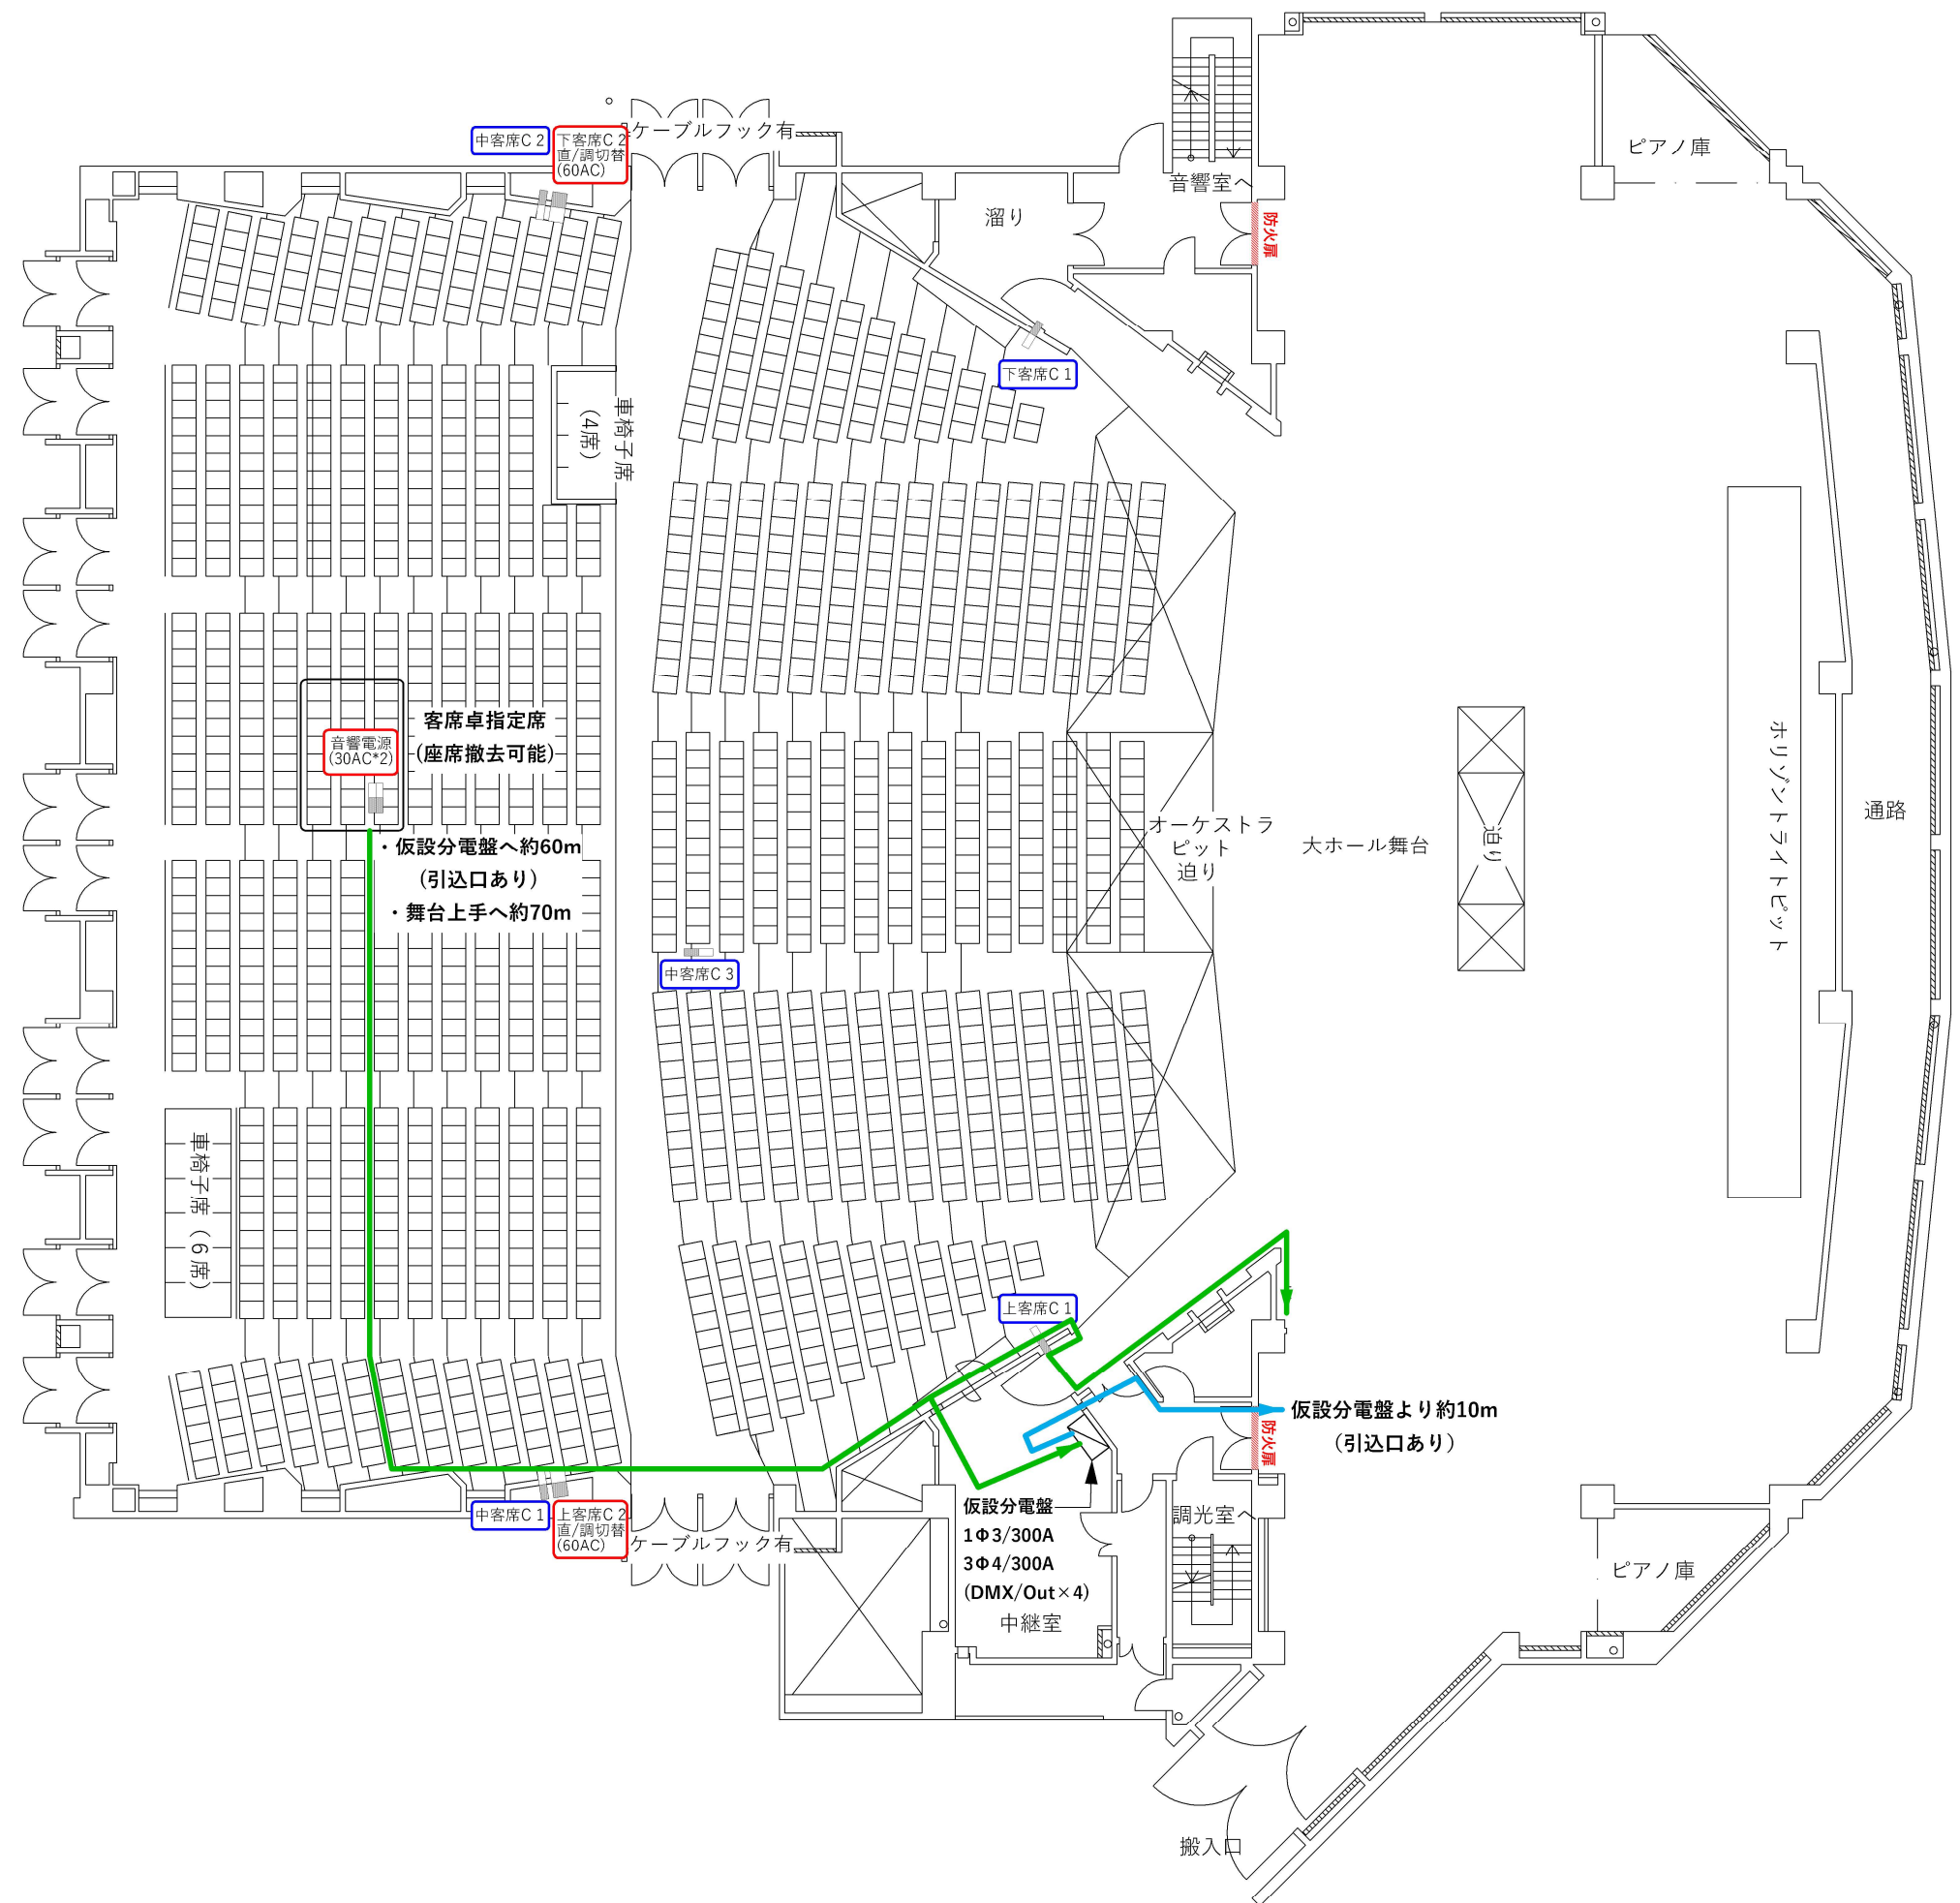 ケーブルフック有
中客席C 2
下客席C 2
直/調切替
(60AC)
ピアノ庫
音響室へ
溜り
防火扉
下客席C 1
車椅子席
(4席)
客席卓指定席
(座席撤去可能)
音響電源
(30AC*2)
・仮設分電盤へ約60m
(引込口あり)
・舞台上手へ約70m
オーケストラ
ピット
迫り
大ホール舞台
迫り
ホリゾントライトピット
通路
中客席C 3
車椅子席(6席)
上客席C 1
仮設分電盤より約10m
(引込口あり)
防火扉
中客席C 1
上客席C 2
直/調切替
(60AC)
ケーブルフック有
仮設分電盤
1Φ3/300A
3Φ4/300A
(DMX/Out×4)
中継室
調光室へ
ピアノ庫
搬入口